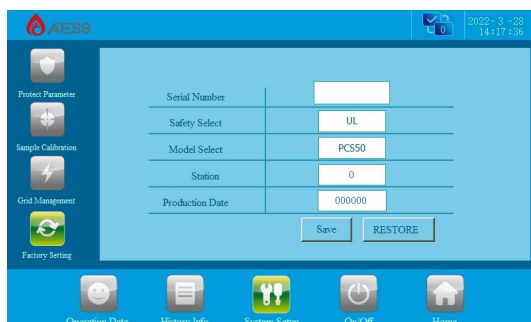 ATESS
0
2022-3-28
14:17:36
Protect Parameter
Sample Calibration
Grid Management
Factory Setting
Serial Number
Safety Select UL
Model Select PCS50
Station 0
Production Date 000000
Save RESTORE
Operation Data History Info System Setup On/Off Home